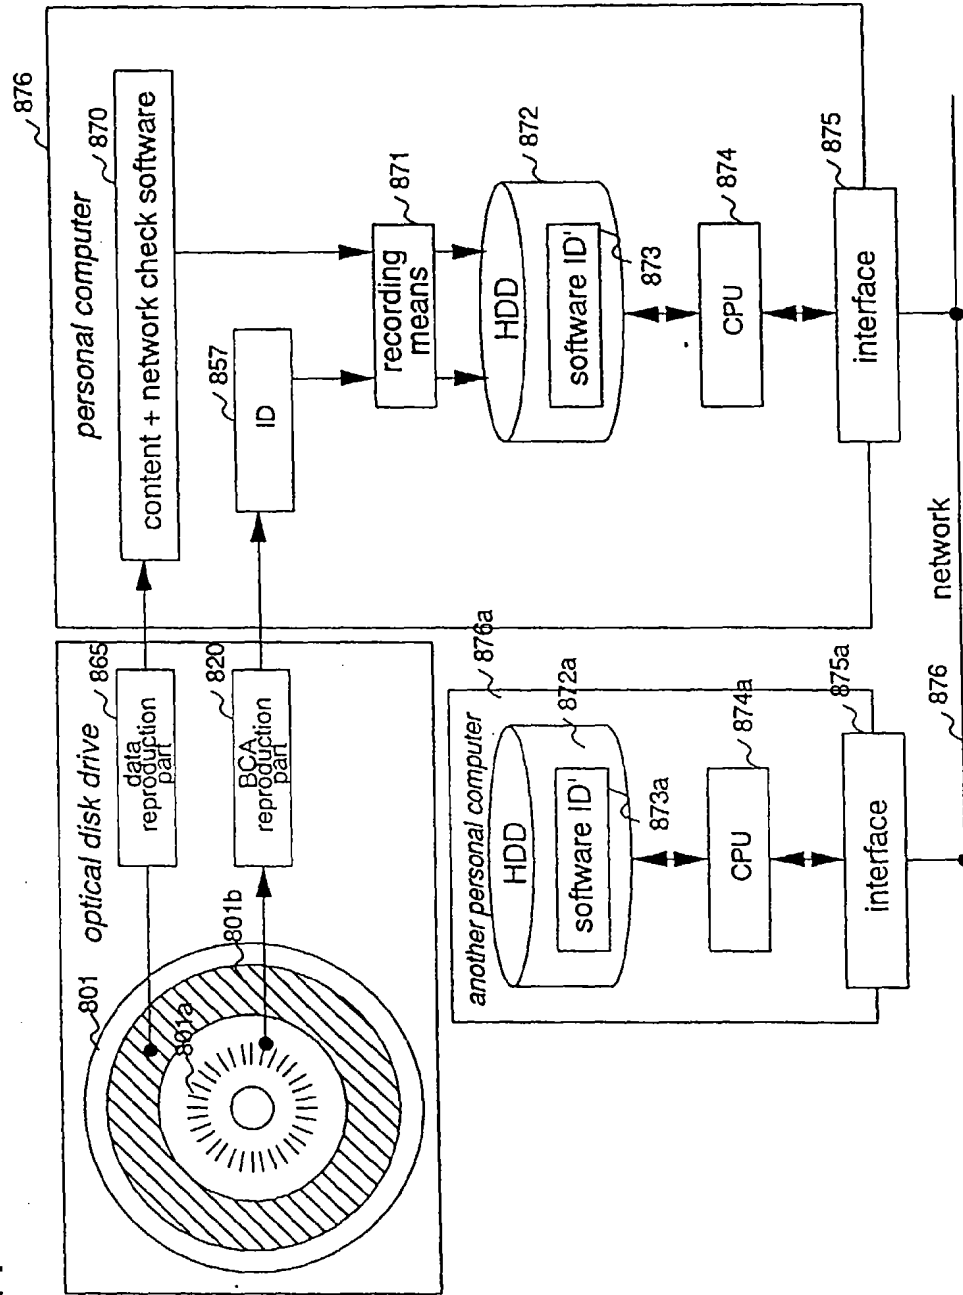 876
personal computer
870
content + network check software
857
ID
871
recording
means
872
HDD
software ID'
873
874
CPU
875
interface
network
optical disk drive
865
data
reproduction
part
820
BCA
reproduction
part
801
801a
801b
876a
another personal computer
872a
HDD
software ID'
873a
874a
CPU
875a
interface
876